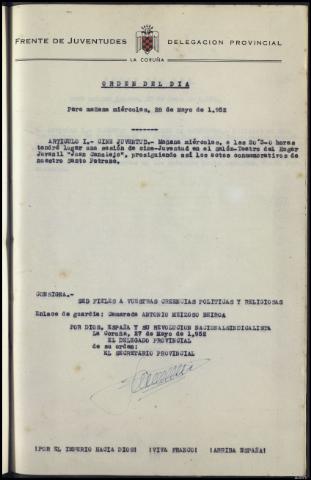 FRENTE DE JUVENTUDES DELEGACION PROVINCIAL
LA CORUÑA
ORDEN DEL DIA
Para mañana miércoles, 28 de Mayo de 1.952
ARTICULO I.- CINE JUVENTUD.- Mañana miércoles, a las horas
tendrá lugar una sesión de cine-Juventud en el Salón-Teatro del Hogar
Juvenil "Juan Canalejo", prosiguiendo así los actos conmemorativos de
nuestro Santo Patrono.
CONSIGNA.-
SED FIELES A VUESTRAS CREENCIAS POLITICAS Y RELIGIOSAS
Enlace de guardia: Camarada ANTONIO MEIZOSO BEIROA
POR DIOS, ESPAÑA Y SU REVOLUCION NACIONALSINDICALISTA
La Coruña, 27 de Mayo de 1,952
EL DELEGADO PROVINCIAL
de su orden:
EL SECRETARIO PROVINCIAL
¡POR EL IMPERIO HACIA DIOS! ¡VIVA FRANCO! ¡ARRIBA ESPAÑA!